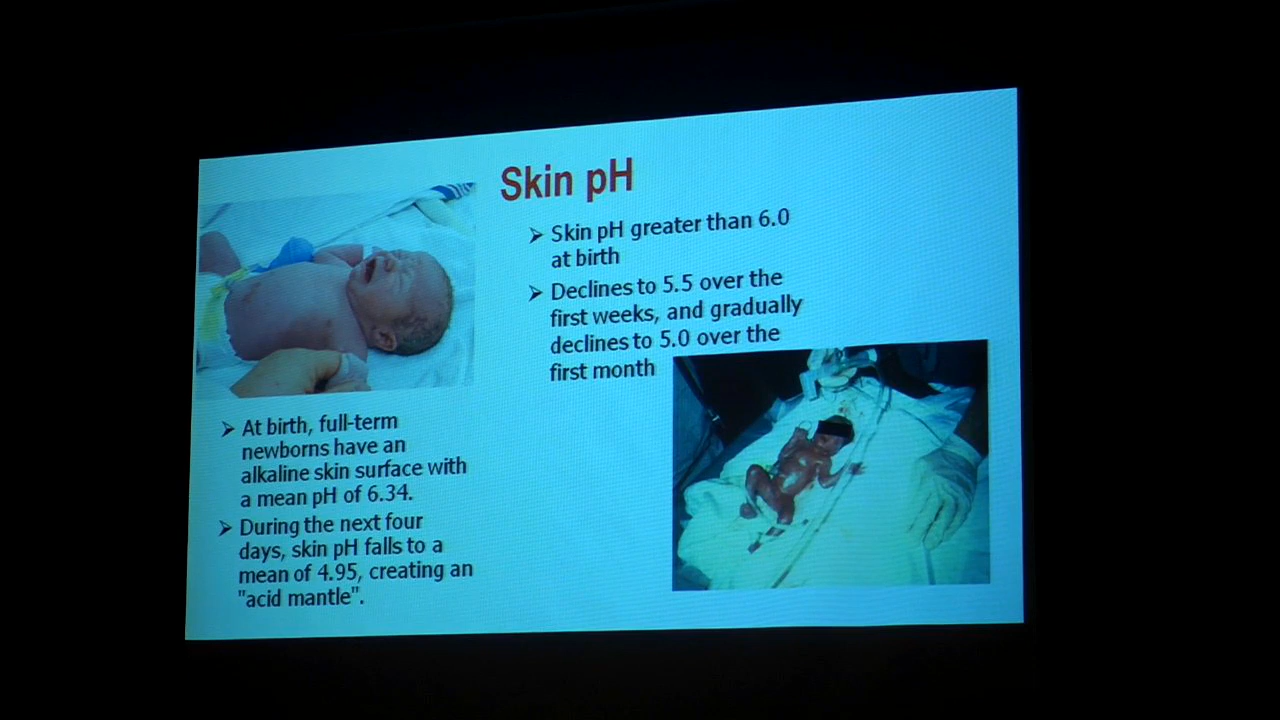 Skin pH
➢ Skin pH greater than 6.0
at birth
➢ Declines to 5.5 over the
first weeks, and gradually
declines to 5.0 over the
first month
➢ At birth, full-term
newborns have an
alkaline skin surface with
a mean pH of 6.34.
➢ During the next four
days, skin pH falls to a
mean of 4.95, creating an
"acid mantle".